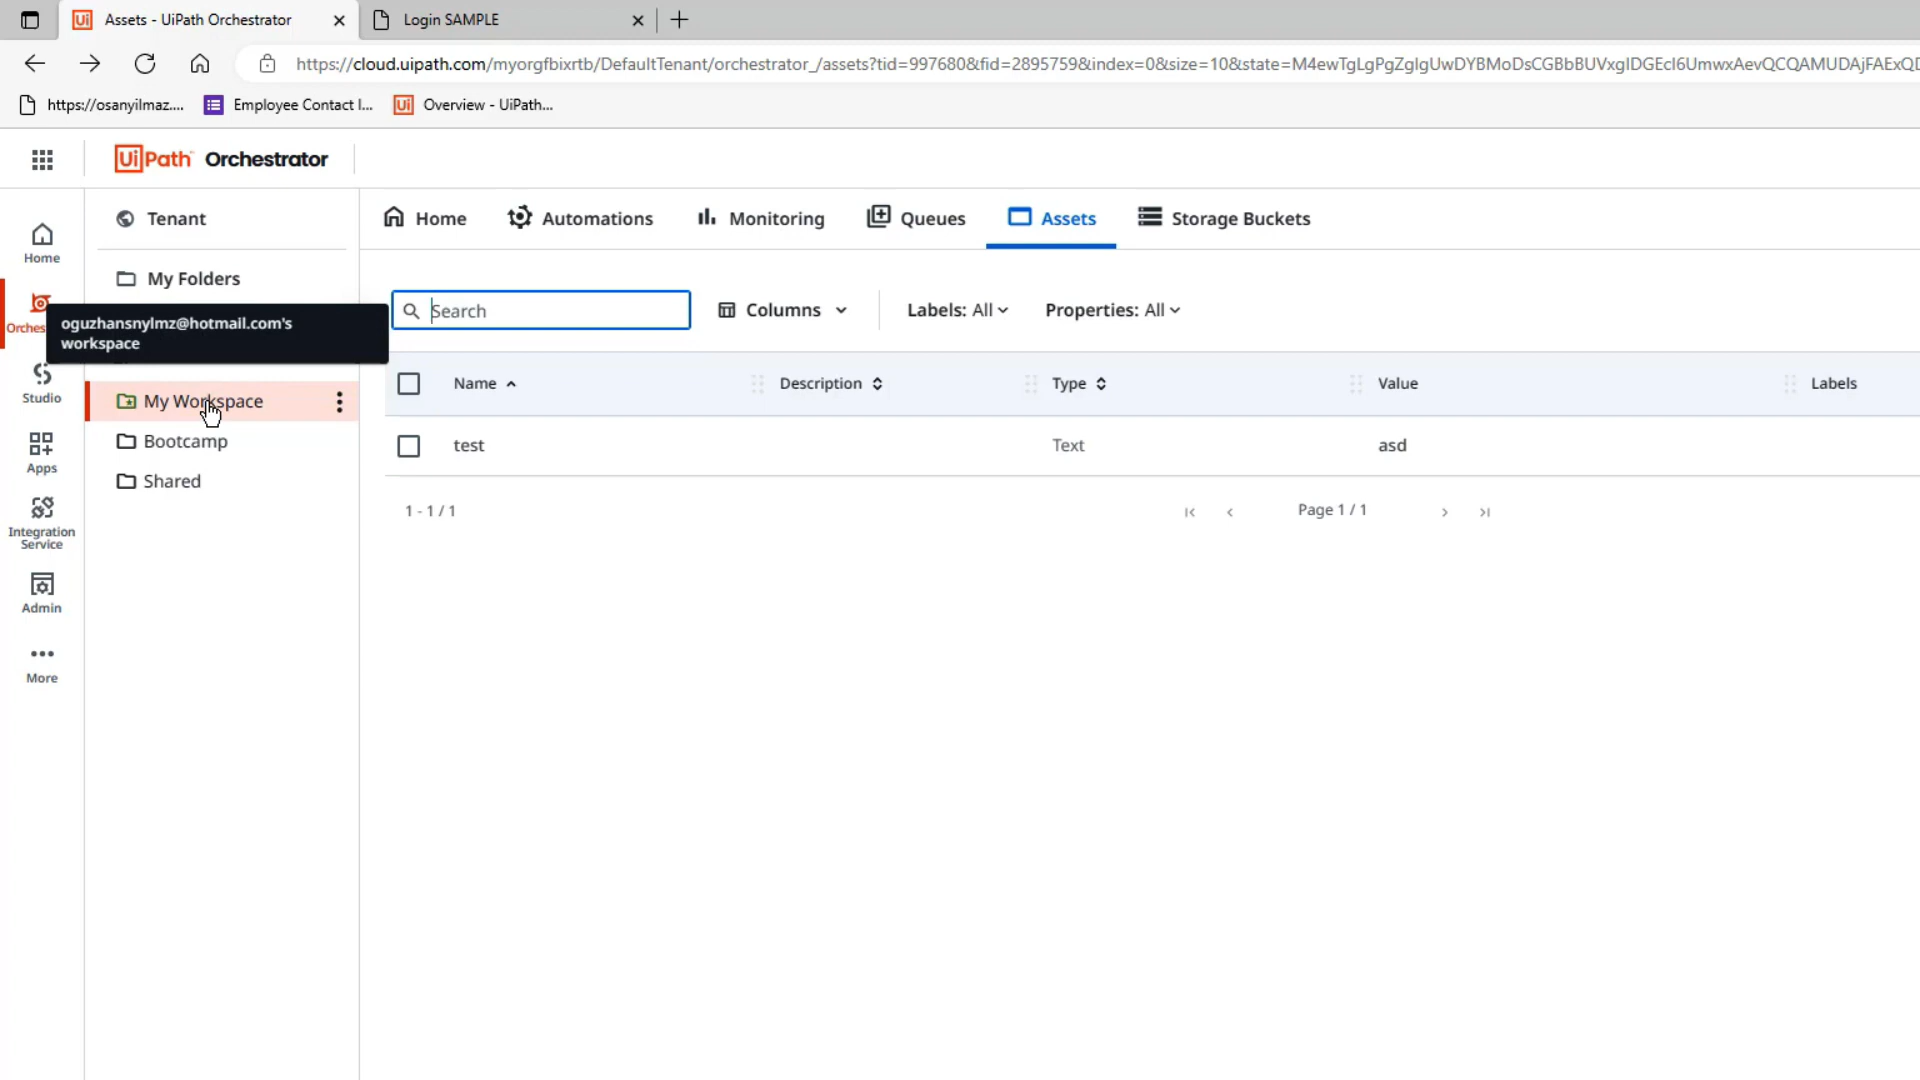 Assets - UiPath Orchestrator
Login SAMPLE
https://cloud.uipath.com/myorgfbixrtb/DefaultTenant/orchestrator_/assets?tid=997680&fid=2895759&index=0&size=10&state=
https://osanyilmaz....
Employee Contact I...
Overview - UiPath...
UiPath Orchestrator
Tenant
Home
Automations
Monitoring
Queues
Assets
Storage Buckets
Home
My Folders
oguzhansnylmz@hotmail.com's
workspace
Orches
Search
Columns
Labels: All
Properties: All
Studio
Name
Description
Type
Value
Labels
My Workspace
Bootcamp
test
Text
asd
Apps
Shared
1 - 1 / 1
Page 1 / 1
Integration
Service
Admin
More